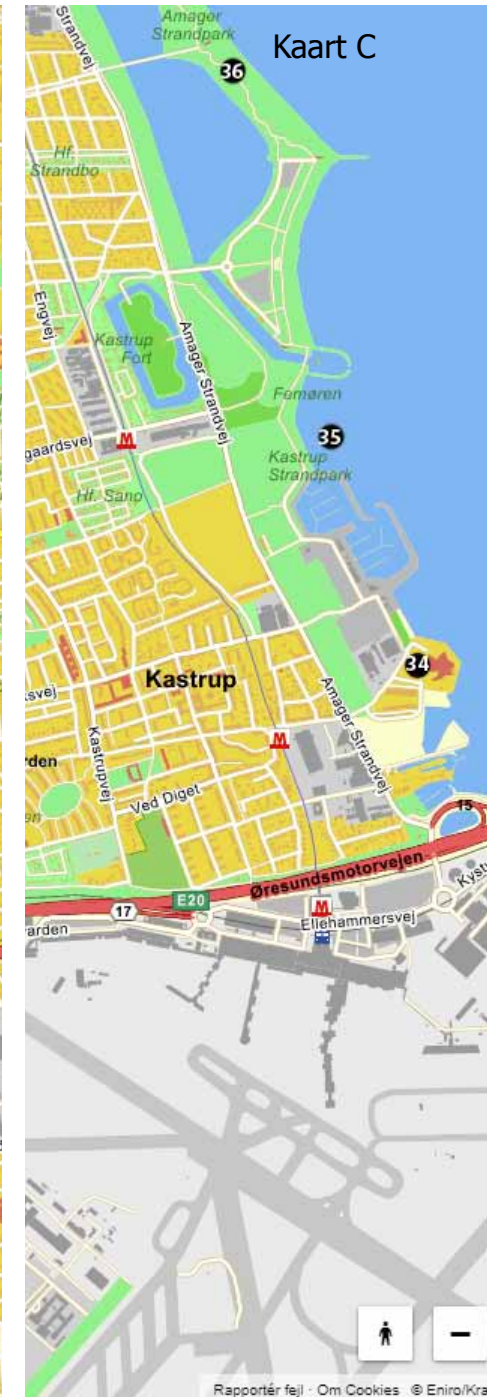 Amager
Strandpark
Kaart C
Strandvej
36
Hf.
Strandbo
Engvej
Kastrup
Fort
Amager Strandvej
Femøren
gaardsvej
M
35
Kastrup
Strandpark
Hf. Sano
34
Kastrup
svej
Amager Strandvej
Kastrupvej
M
rden
Ved Diget
15
Øresundsmotorvejen
E20
17
M
Kyst
arden
Ellehammersvej
Rapportér fejl · Om Cookies © Eniro/Kra